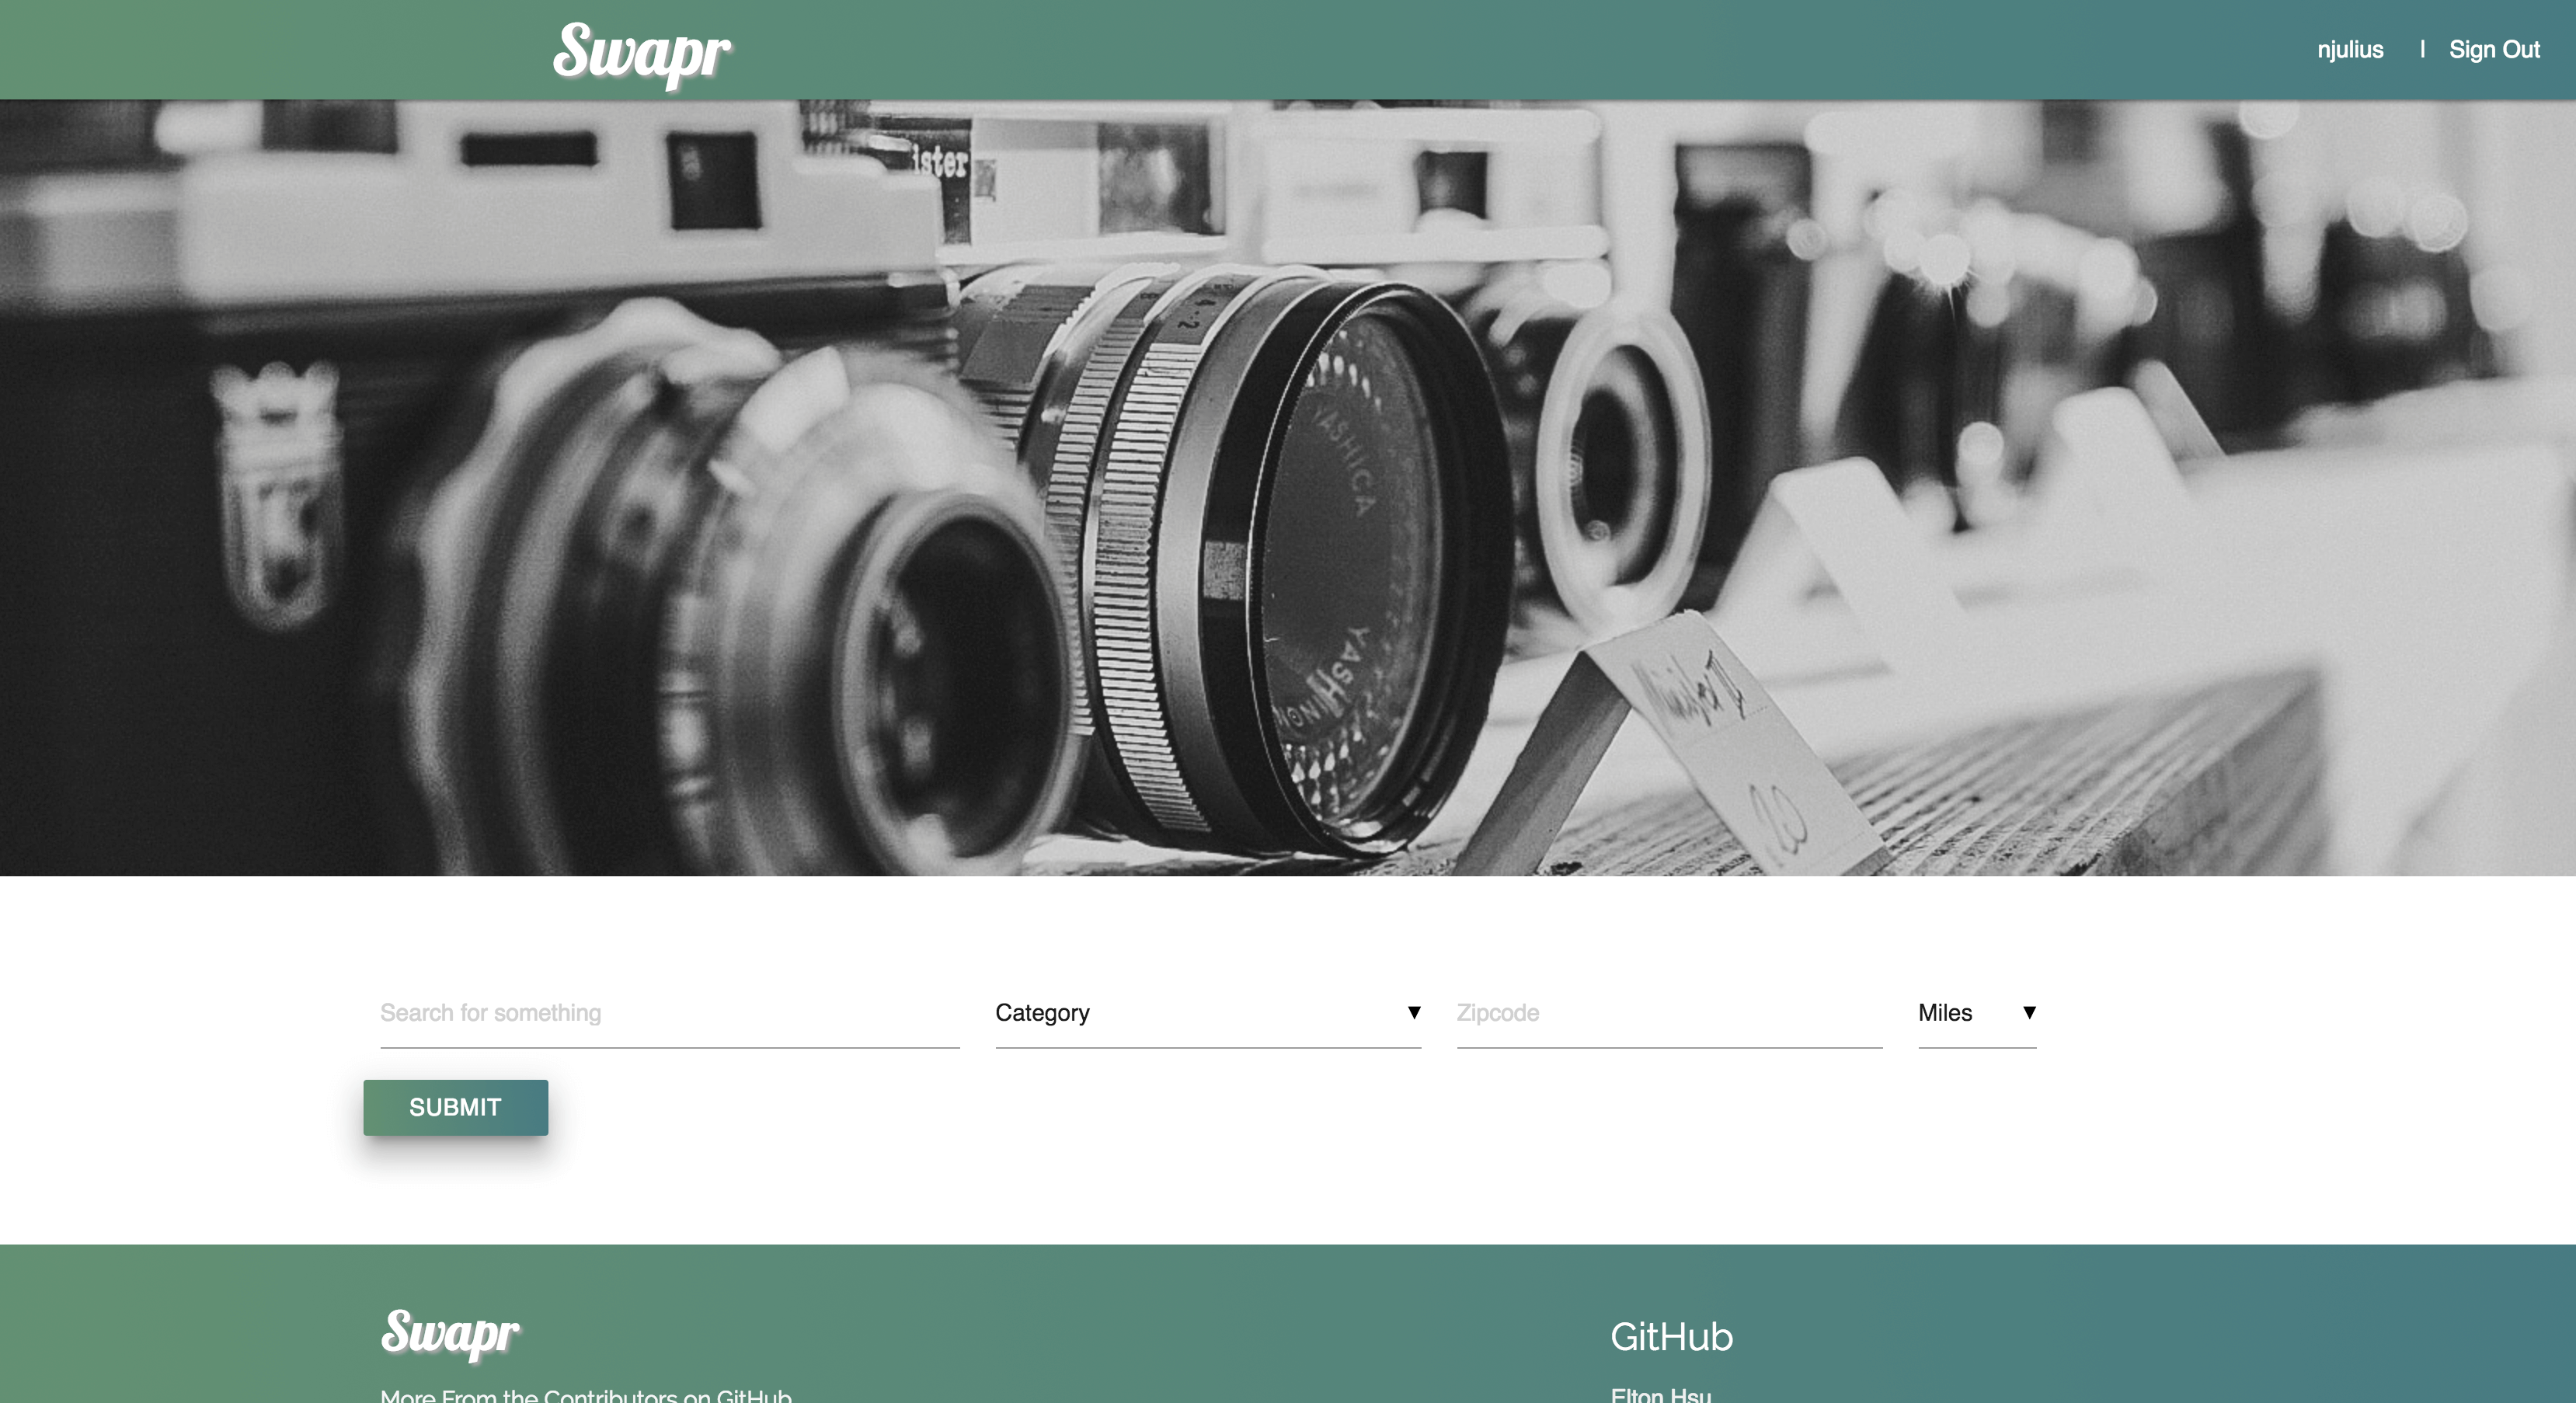 Swapr
njulius | Sign Out
ister
YASHICA
YASHINON
Search for something
Category
Zipcode
Miles
SUBMIT
Swapr
GitHub
More From the Contributors on GitHub
Elton Hsu